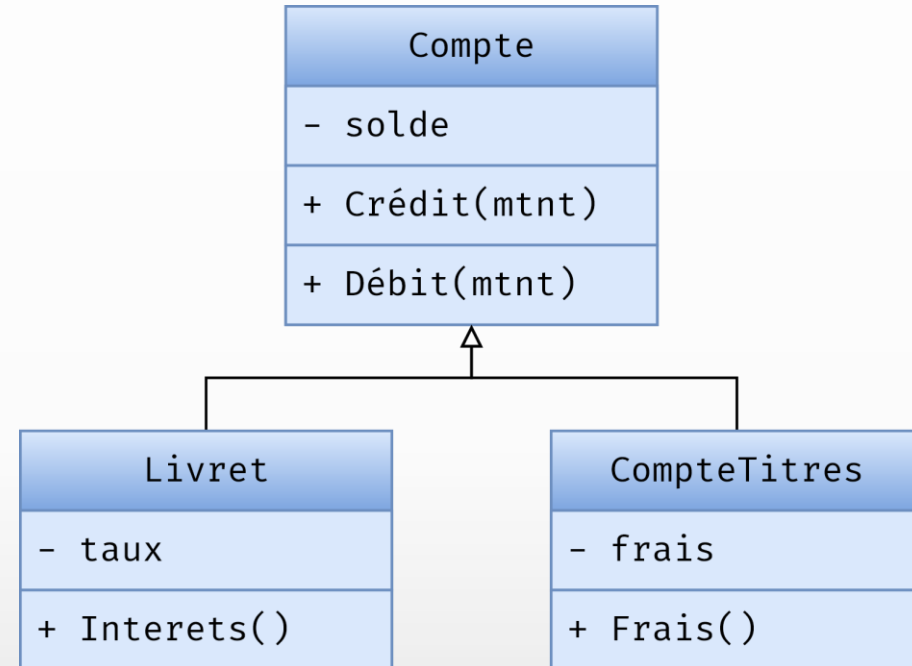 Compte
- solde
+ Crédit(mtnt)
+ Débit(mtnt)
Livret
- taux
+ Interets()
CompteTitres
- frais
+ Frais()